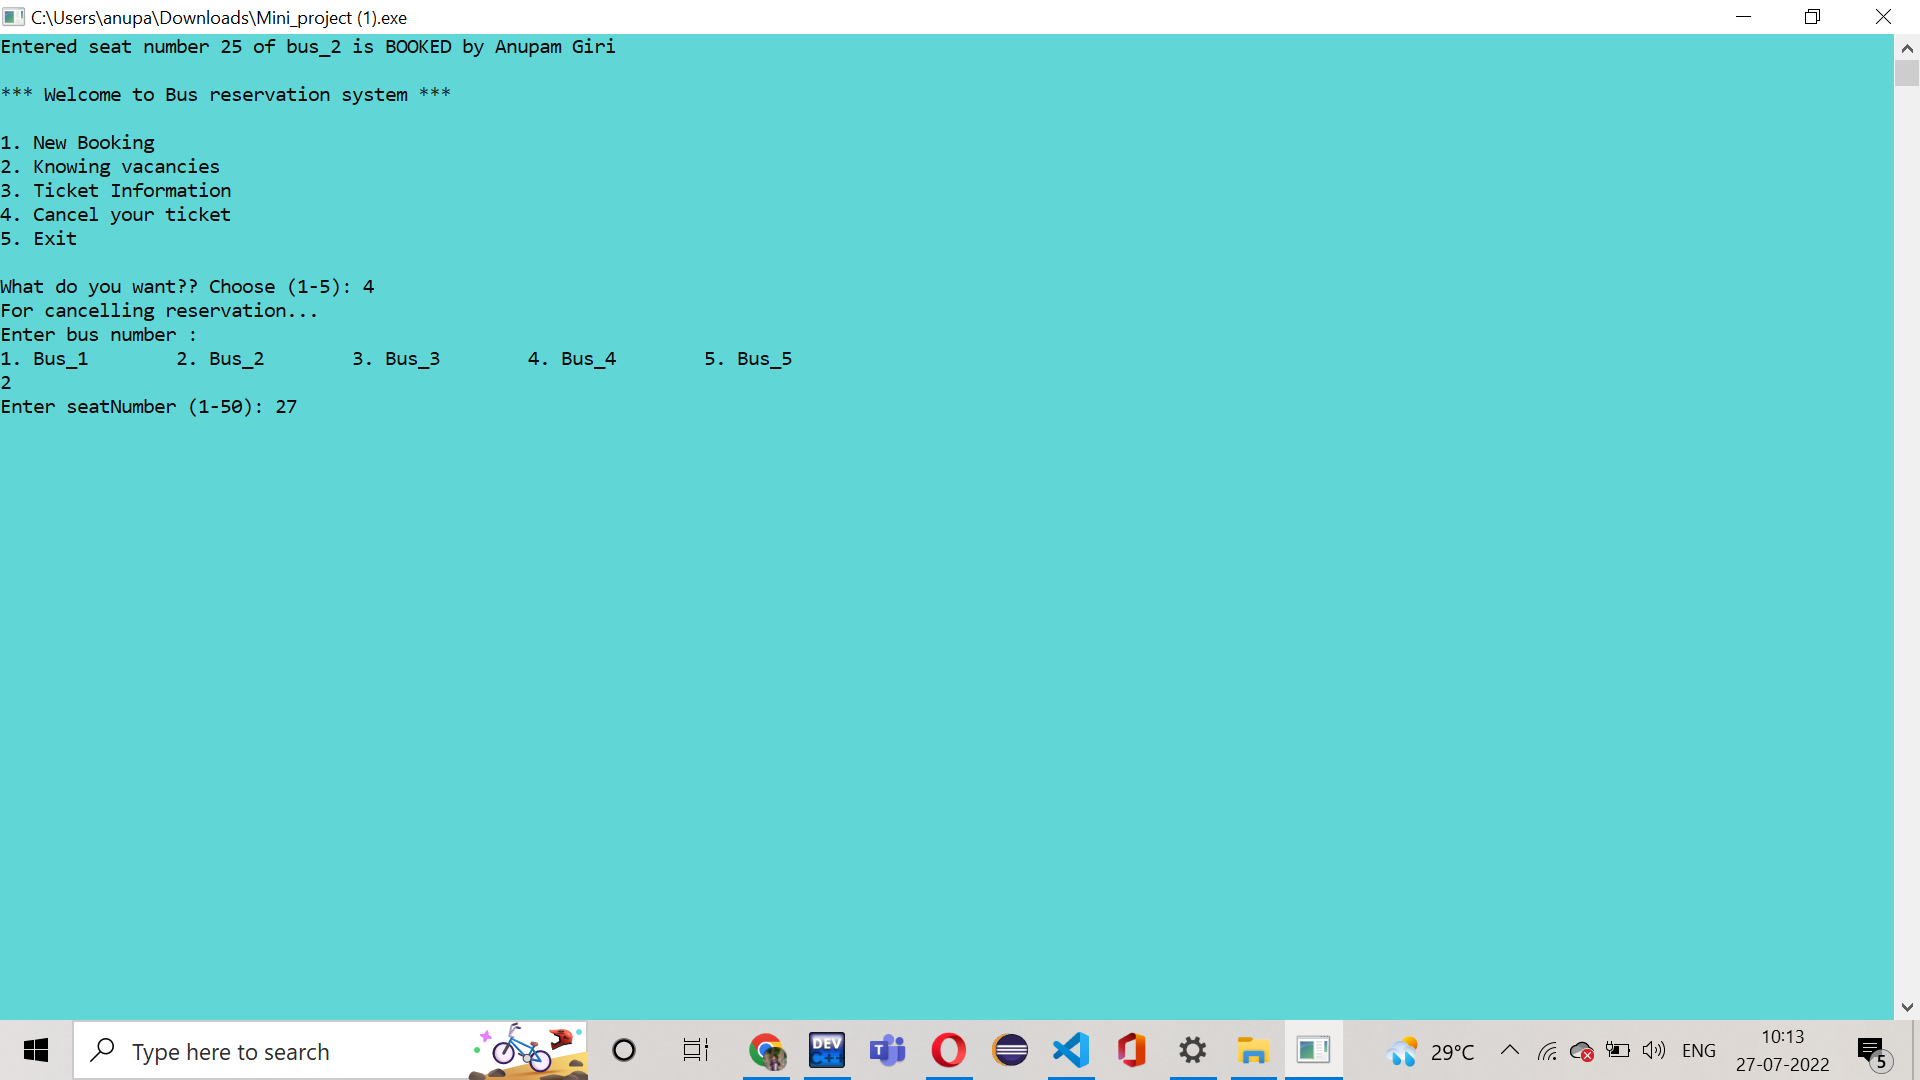 C:\Users\anupa\Downloads\Mini_project (1).exe
Entered seat number 25 of bus_2 is BOOKED by Anupam Giri
*** Welcome to Bus reservation system ***
1. New Booking
2. Knowing vacancies
3. Ticket Information
4. Cancel your ticket
5. Exit
What do you want?? Choose (1-5): 4
For cancelling reservation...
Enter bus number :
1. Bus_1 2. Bus_2 3. Bus_3 4. Bus_4 5. Bus_5
2
Enter seatNumber (1-50): 27
Type here to search
DEV C++
T
29°C
ENG
10:13
27-07-2022
5